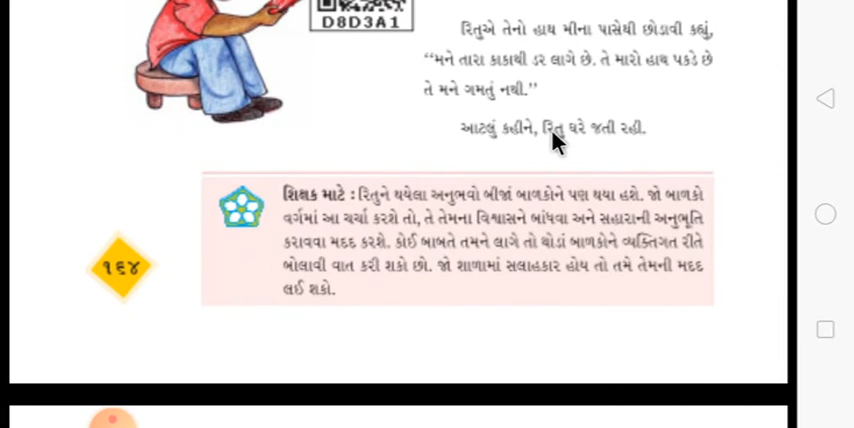 D8D3A1
રિતુએ તેનો હાથ મીના પાસેથી છોડાવી કહ્યું,
“મને તારા કાકાથી ડર લાગે છે. તે મારો હાથ પકડે છે
તે મને ગમતું નથી.”
આટલું કહીને, રિતુ ઘરે જતી રહી.
શિક્ષક માટે : રિતુને થયેલા અનુભવો બીજાં બાળકોને પણ થયા હશે. જો બાળકો
વર્ગમાં આ ચર્ચા કરશે તો, તે તેમના વિશ્વાસને બાંધવા અને સહારાની અનુભૂતિ
કરાવવા મદદ કરશે. કોઈ બાબતે તમને લાગે તો થોડાં બાળકોને વ્યક્તિગત રીતે
બોલાવી વાત કરી શકો છો. જો શાળામાં સલાહકાર હોય તો તમે તેમની મદદ
લઈ શકો.
૧૬૪